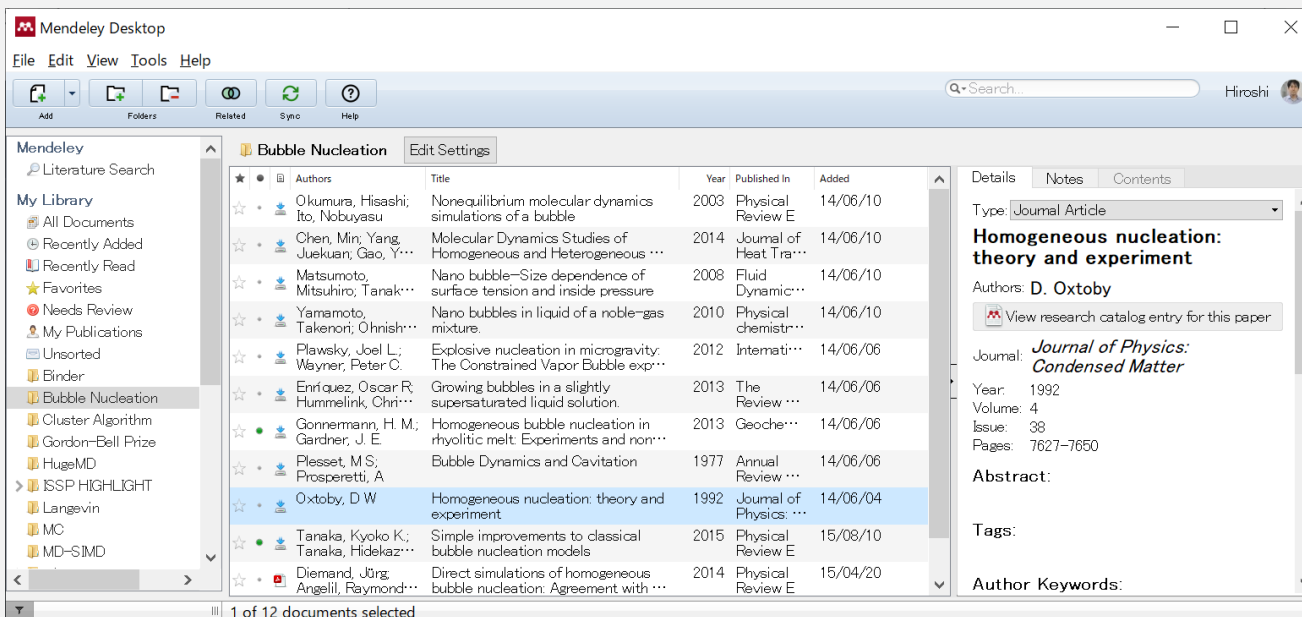 Mendeley Desktop
File Edit View Tools Help
Search...
Hiroshi
Add Folders Related Sync Help
Mendeley
Literature Search
My Library
All Documents
Recently Added
Recently Read
Favorites
Needs Review
My Publications
Unsorted
Binder
Bubble Nucleation
Cluster Algorithm
Gordon-Bell Prize
HugeMD
ISSP HIGHLIGHT
Langevin
MC
MD-SIMD
Bubble Nucleation Edit Settings
Authors Title Year Published In Added
Okumura, Hisashi; Nonequilibrium molecular dynamics 2003 Physical 14/06/10
Ito, Nobuyasu simulations of a bubble Review E
Chen, Min; Yang, Molecular Dynamics Studies of 2014 Journal of 14/06/10
Juekuan; Gao, Y… Homogeneous and Heterogeneous … Heat Tra…
Matsumoto, Nano bubble-Size dependence of 2008 Fluid 14/06/10
Mitsuhiro; Tanak… surface tension and inside pressure Dynamic…
Yamamoto, Nano bubbles in liquid of a noble-gas 2010 Physical 14/06/10
Takenori; Ohnish… mixture. chemistr…
Plawsky, Joel L.; Explosive nucleation in microgravity: 2012 Internati… 14/06/06
Wayner, Peter C. The Constrained Vapor Bubble exp…
Enríquez, Oscar R; Growing bubbles in a slightly 2013 The 14/06/06
Hummelink, Chri… supersaturated liquid solution. Review …
Gonnermann, H. M.; Homogeneous bubble nucleation in 2013 Geoche… 14/06/06
Gardner, J. E. rhyolitic melt: Experiments and non…
Plesset, M S; Bubble Dynamics and Cavitation 1977 Annual 14/06/06
Prosperetti, A Review …
Oxtoby, D W Homogeneous nucleation: theory and 1992 Journal of 14/06/04
experiment Physics: …
Tanaka, Kyoko K.; Simple improvements to classical 2015 Physical 15/08/10
Tanaka, Hidekaz… bubble nucleation models Review E
Diemand, Jürg; Direct simulations of homogeneous 2014 Physical 15/04/20
Angelil, Raymond… bubble nucleation: Agreement with … Review E
1 of 12 documents selected
Details Notes Contents
Type: Journal Article
Homogeneous nucleation:
theory and experiment
Authors: D. Oxtoby
View research catalog entry for this paper
Journal: Journal of Physics:
Condensed Matter
Year: 1992
Volume: 4
Issue: 38
Pages: 7627-7650
Abstract:
Tags:
Author Keywords: